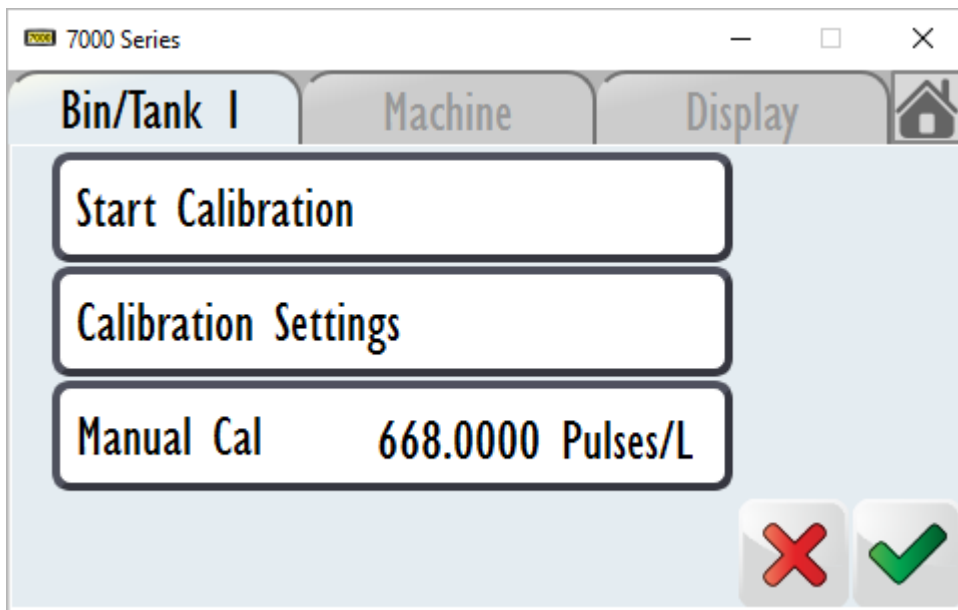 7000 Series
Bin/Tank 1 Machine Display
Start Calibration
Calibration Settings
Manual Cal 668.0000 Pulses/L